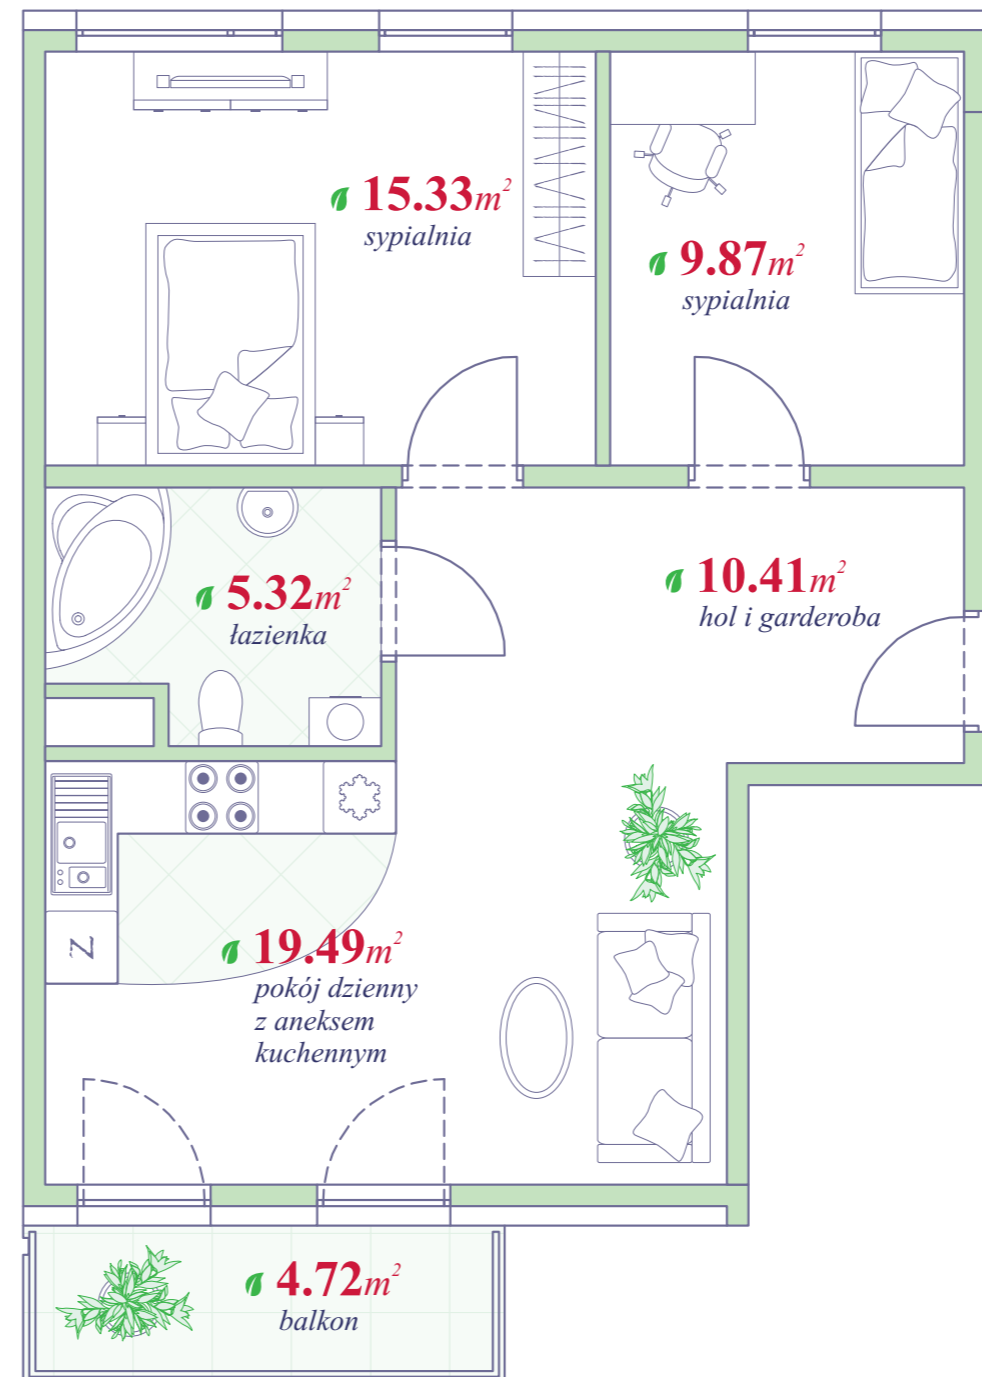 15.33m²
sypialnia
9.87m²
sypialnia
5.32m²
łazienka
10.41m²
hol i garderoba
Z
19.49m²
pokój dzienny
z aneksem
kuchennym
4.72m²
balkon